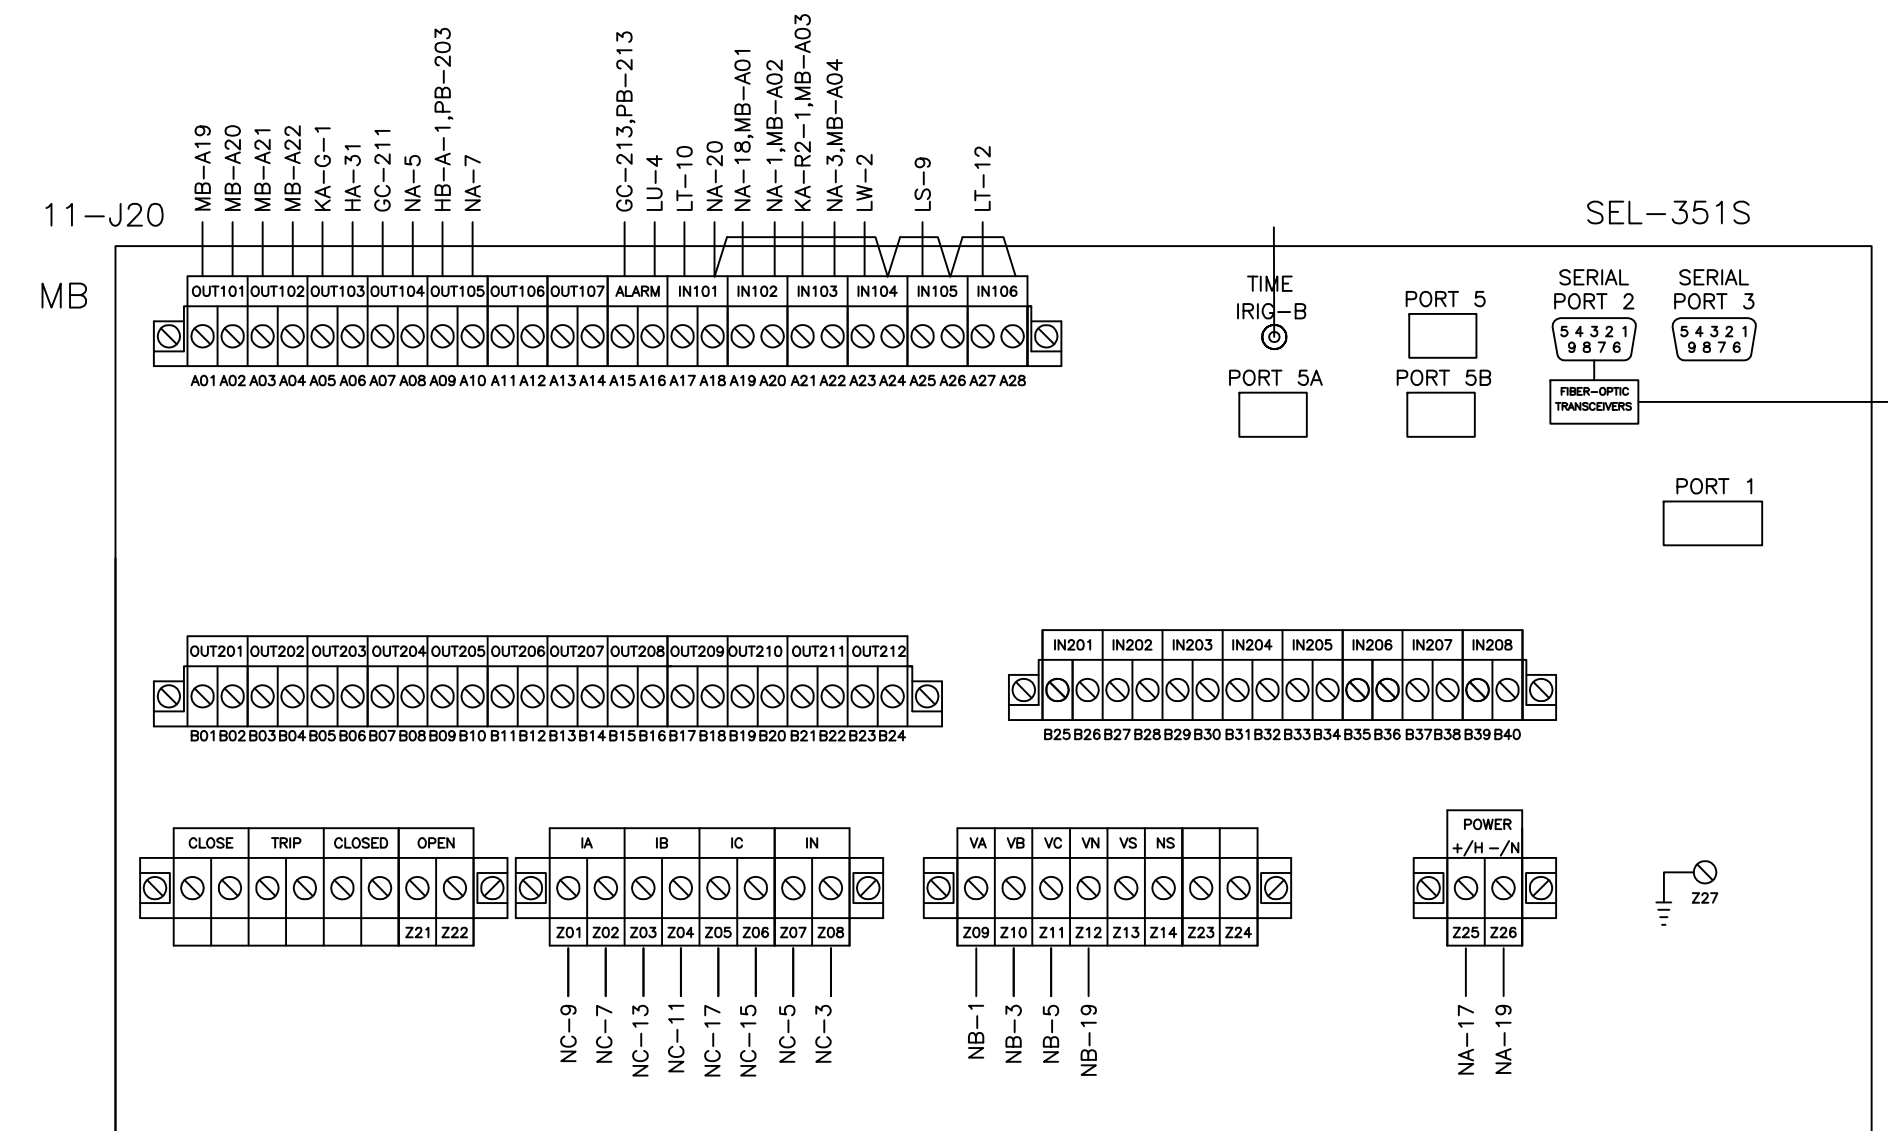 MB-A19
MB-A20
MB-A21
MB-A22
KA-G-1
HA-31
GC-211
NA-5
HB-A-1,PB-203
NA-7
GC-213,PB-213
LU-4
LT-10
NA-20
NA-18,MB-A01
NA-1,MB-A02
KA-R2-1,MB-A03
NA-3,MB-A04
LW-2
LS-9
LT-12
11-J20
SEL-351S
MB
OUT101 OUT102 OUT103 OUT104 OUT105 OUT106 OUT107 ALARM IN101 IN102 IN103 IN104 IN105 IN106
A01 A02 A03 A04 A05 A06 A07 A08 A09 A10 A11 A12 A13 A14 A15 A16 A17 A18 A19 A20 A21 A22 A23 A24 A25 A26 A27 A28
TIME
IRIG-B
PORT 5
SERIAL
PORT 2
5 4 3 2 1
9 8 7 6
SERIAL
PORT 3
5 4 3 2 1
9 8 7 6
PORT 5A
PORT 5B
FIBER-OPTIC
TRANSCEIVERS
PORT 1
OUT201 OUT202 OUT203 OUT204 OUT205 OUT206 OUT207 OUT208 OUT209 OUT210 OUT211 OUT212
B01 B02 B03 B04 B05 B06 B07 B08 B09 B10 B11 B12 B13 B14 B15 B16 B17 B18 B19 B20 B21 B22 B23 B24
IN201 IN202 IN203 IN204 IN205 IN206 IN207 IN208
B25 B26 B27 B28 B29 B30 B31 B32 B33 B34 B35 B36 B37 B38 B39 B40
CLOSE TRIP CLOSED OPEN
Z21 Z22
IA IB IC IN
Z01 Z02 Z03 Z04 Z05 Z06 Z07 Z08
NC-9
NC-7
NC-13
NC-11
NC-17
NC-15
NC-5
NC-3
VA VB VC VN VS NS
Z09 Z10 Z11 Z12 Z13 Z14 Z23 Z24
NB-1
NB-3
NB-5
NB-19
POWER
+/H -/N
Z25 Z26
NA-17
NA-19
Z27